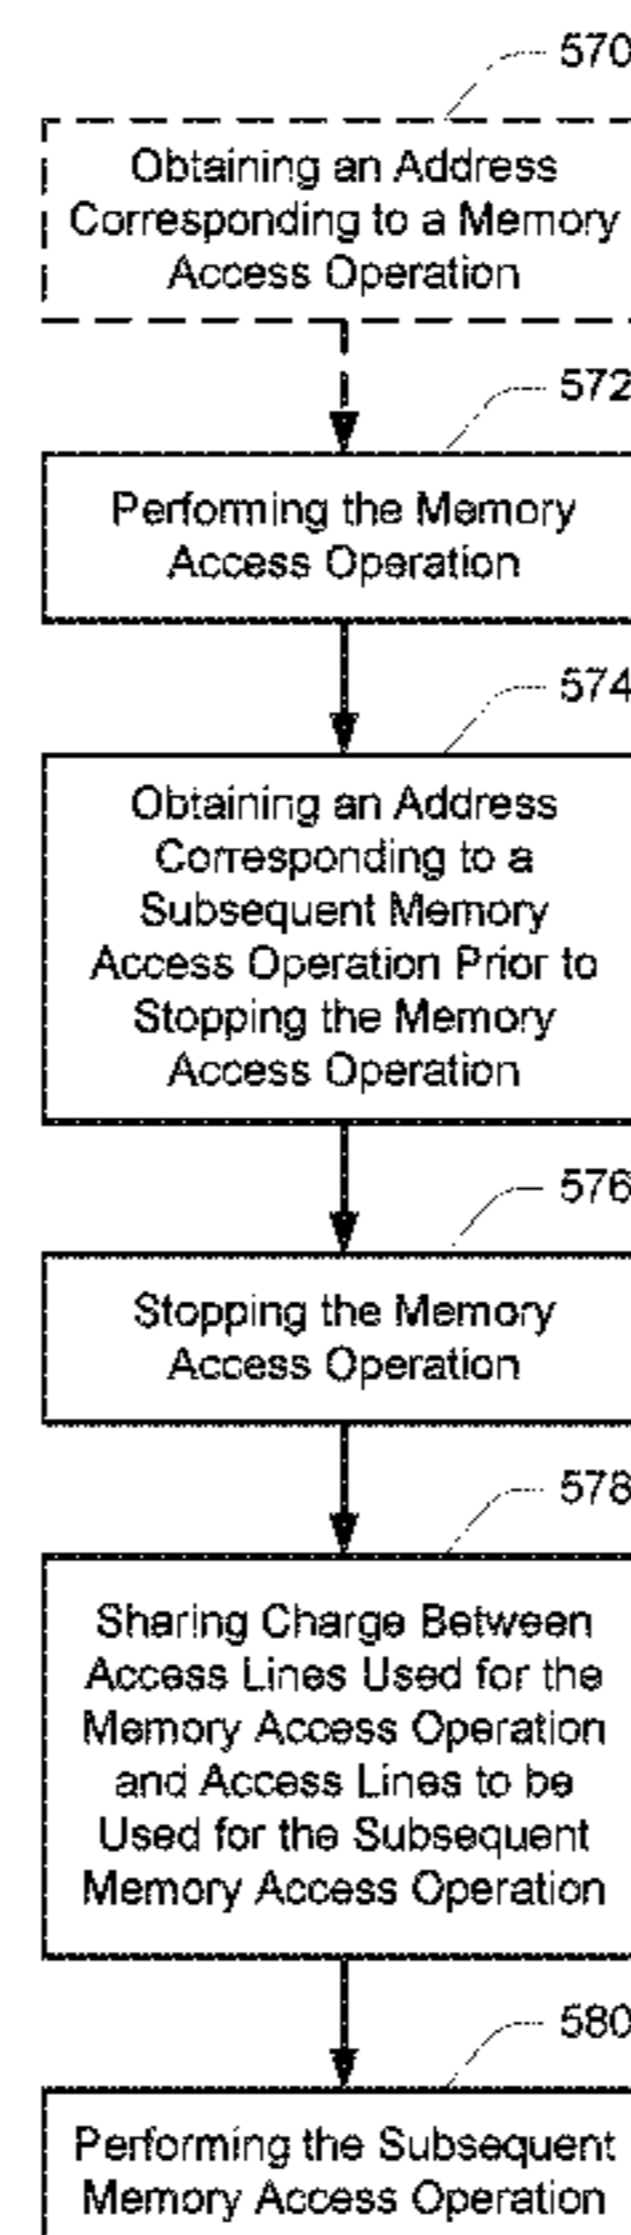 570
Obtaining an Address
Corresponding to a Memory
Access Operation
572
Performing the Memory
Access Operation
574
Obtaining an Address
Corresponding to a
Subsequent Memory
Access Operation Prior to
Stopping the Memory
Access Operation
576
Stopping the Memory
Access Operation
578
Sharing Charge Between
Access Lines Used for the
Memory Access Operation
and Access Lines to be
Used for the Subsequent
Memory Access Operation
580
Performing the Subsequent
Memory Access Operation